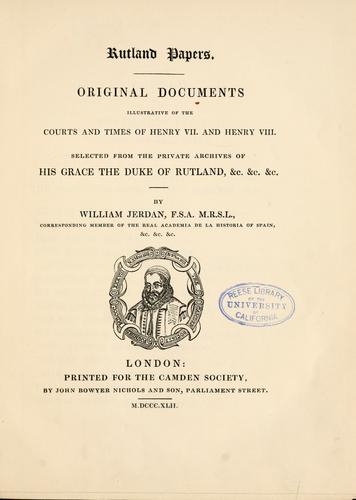 Rutland Papers.
ORIGINAL DOCUMENTS
ILLUSTRATIVE OF THE
COURTS AND TIMES OF HENRY VII. AND HENRY VIII.
SELECTED FROM THE PRIVATE ARCHIVES OF
HIS GRACE THE DUKE OF RUTLAND, &c. &c. &c.
BY
WILLIAM JERDAN, F.S.A. M.R.S.L.,
CORRESPONDING MEMBER OF THE REAL ACADEMIA DE LA HISTORIA OF SPAIN,
&c. &c. &c.
REESE LIBRARY
OF THE
UNIVERSITY
OF
CALIFORNIA
LONDON:
PRINTED FOR THE CAMDEN SOCIETY,
BY JOHN BOWYER NICHOLS AND SON, PARLIAMENT STREET.
M.DCCC.XLII.